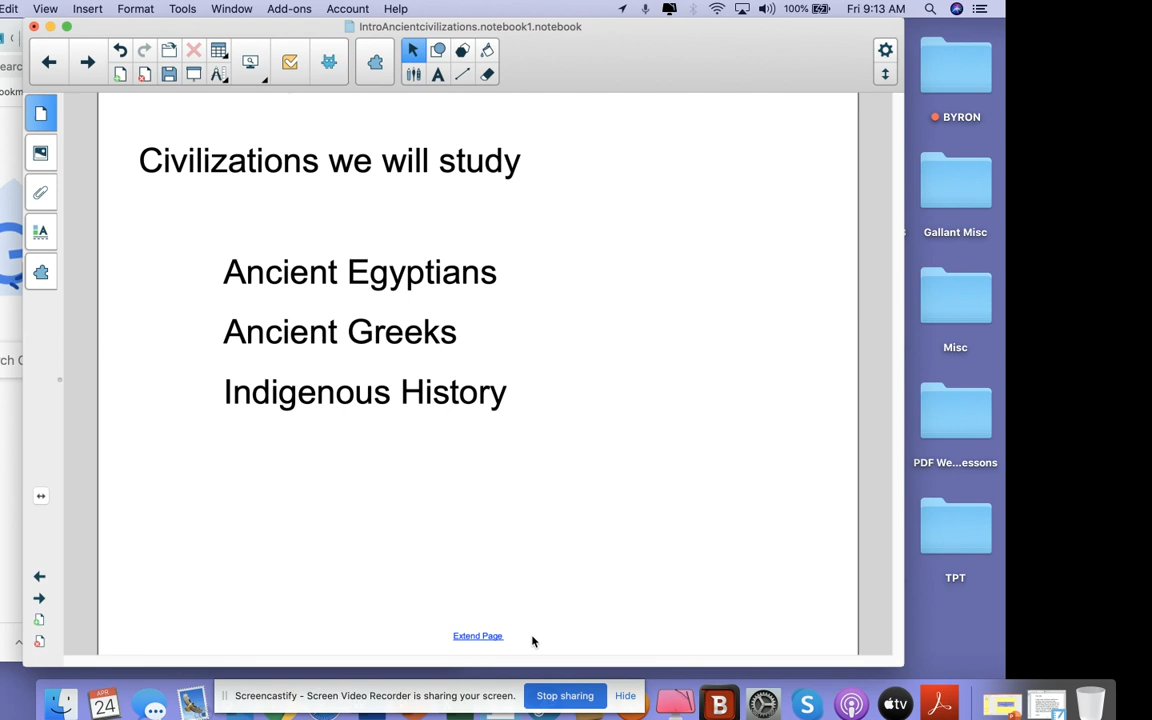 Edit View Insert Format Tools Window Add-ons Account Help 100% Fri 9:13 AM
IntroAncientcivilizations.notebook1.notebook
Civilizations we will study
Ancient Egyptians
Ancient Greeks
Indigenous History
Extend Page
BYRON
Gallant Misc
Misc
PDF We...essons
TPT
Screencastify - Screen Video Recorder is sharing your screen. Stop sharing Hide
APR
24
tv